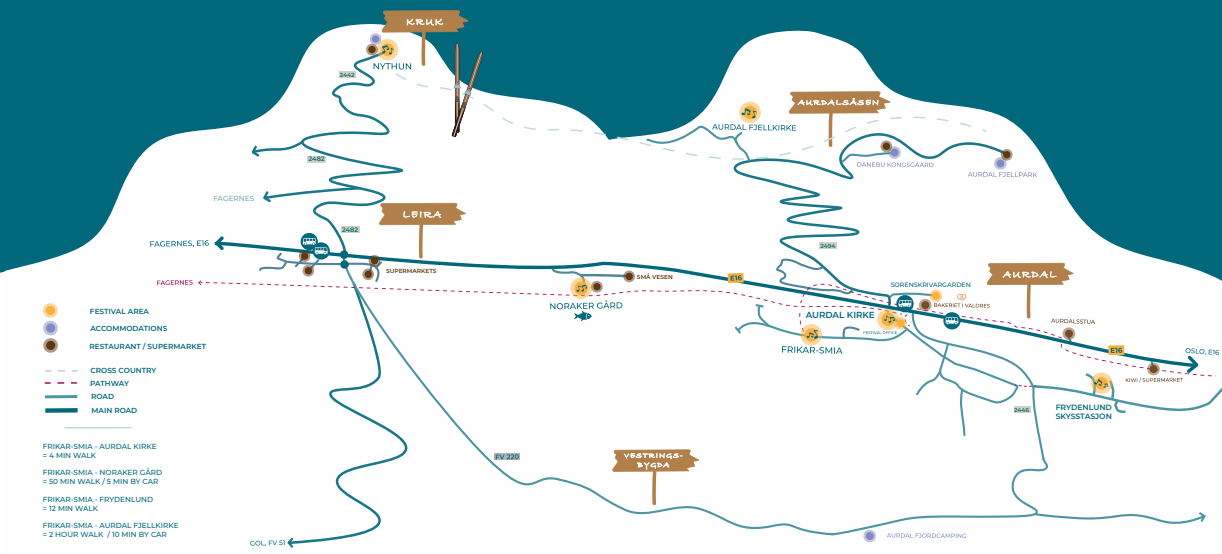 KRUK
NYTHUN
2442
AURDALSÅSEN
AURDAL FJELLKIRKE
2482
DANEBU KONGSGAARD
AURDAL FJELLPARK
FAGERNES
LEIRA
2482
FAGERNES, E16
2494
SUPERMARKETS
SMÅ VESEN
E16
AURDAL
FAGERNES
SORENSKRIVARGARDEN
NORAKER GÅRD
BAKERIET I VALDRES
AURDAL KIRKE
AURDALSSTUA
FESTIVAL OFFICE
FRIKAR-SMIA
E16
OSLO, E16
KIWI / SUPERMARKET
FESTIVAL AREA
ACCOMMODATIONS
RESTAURANT / SUPERMARKET
CROSS COUNTRY
PATHWAY
ROAD
MAIN ROAD
2446
FRYDENLUND
SKYSSTASJON
FRIKAR-SMIA - AURDAL KIRKE
= 4 MIN WALK
FRIKAR-SMIA - NORAKER GÅRD
= 50 MIN WALK / 5 MIN BY CAR
FRIKAR-SMIA - FRYDENLUND
= 12 MIN WALK
FRIKAR-SMIA - AURDAL FJELLKIRKE
= 2 HOUR WALK / 10 MIN BY CAR
FV 220
VESTRINGS-
BYGDA
GOL, FV 51
AURDAL FJORDCAMPING